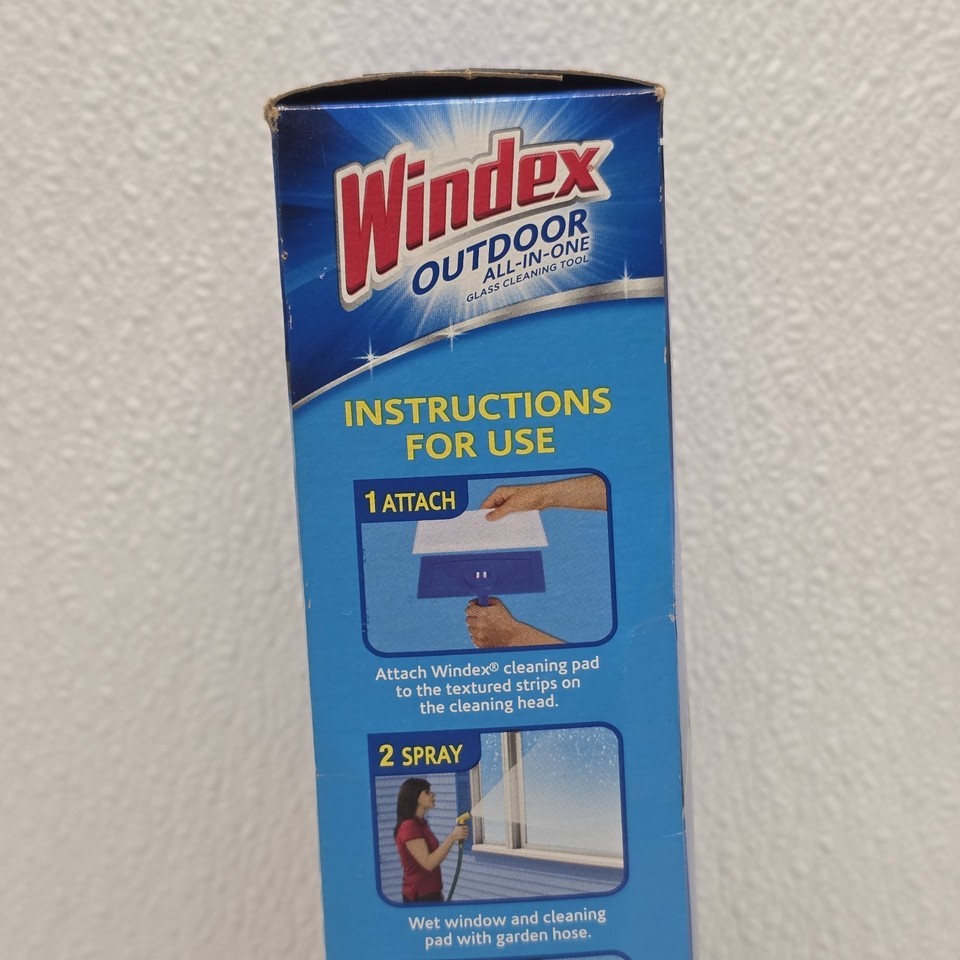 Windex
OUTDOOR
ALL-IN-ONE
GLASS CLEANING TOOL
INSTRUCTIONS
FOR USE
1 ATTACH
Attach Windex® cleaning pad
to the textured strips on
the cleaning head.
2 SPRAY
Wet window and cleaning
pad with garden hose.